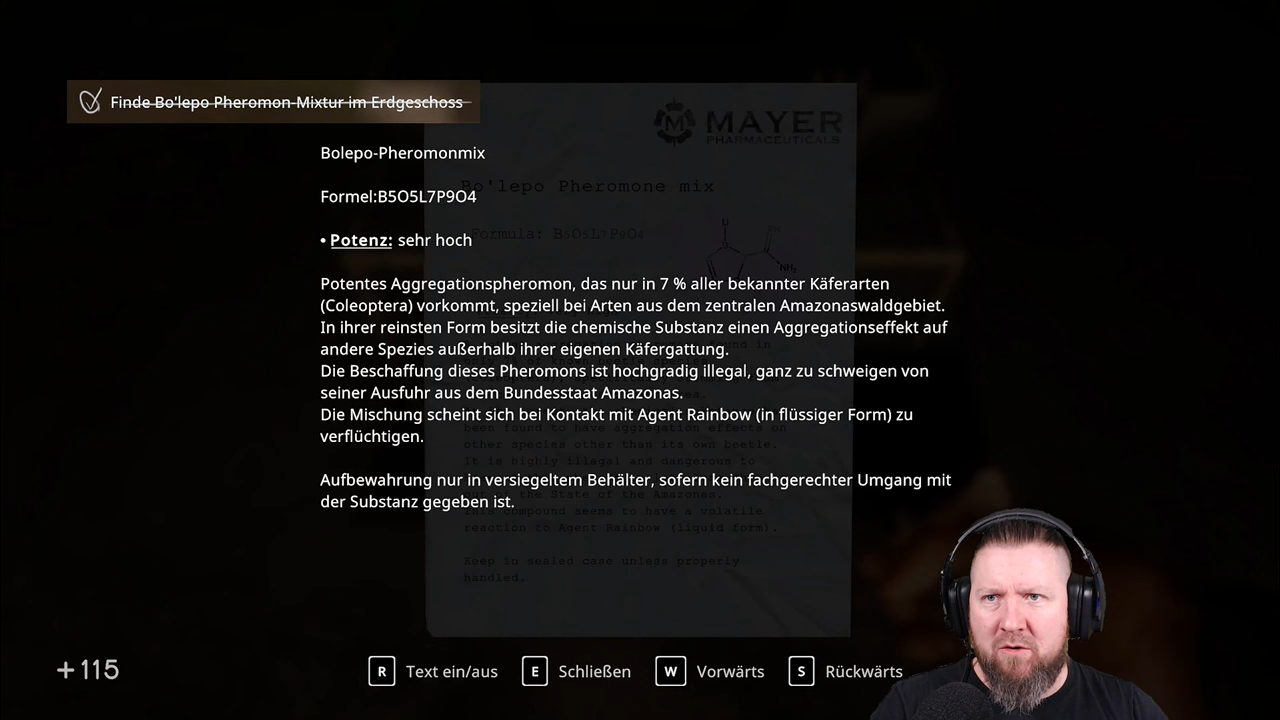 Finde Bo'lepo Pheromon-Mixtur im Erdgeschoss
MAYER
PHARMACEUTICALS
Bolepo-Pheromonmix
Bo'lepo Pheromone mix
Formel:B5O5L7P9O4
Formula: B5O5L7P9O4
NH₂
• Potenz: sehr hoch
Potentes Aggregationspheromon, das nur in 7 % aller bekannter Käferarten
(Coleoptera) vorkommt, speziell bei Arten aus dem zentralen Amazonaswaldgebiet.
In ihrer reinsten Form besitzt die chemische Substanz einen Aggregationseffekt auf
andere Spezies außerhalb ihrer eigenen Käfergattung.
Die Beschaffung dieses Pheromons ist hochgradig illegal, ganz zu schweigen von
seiner Ausfuhr aus dem Bundesstaat Amazonas.
Die Mischung scheint sich bei Kontakt mit Agent Rainbow (in flüssiger Form) zu
verflüchtigen.
Aufbewahrung nur in versiegeltem Behälter, sofern kein fachgerechter Umgang mit
der Substanz gegeben ist.
been found to have aggregation effects on
other species other than its own beetle.
It is highly illegal and dangerous to
out of the State of the Amazonas.
This compound seems to have a volatile
reaction to Agent Rainbow (liquid form).
Keep in sealed case unless properly
handled.
+115
R Text ein/aus E Schließen W Vorwärts S Rückwärts